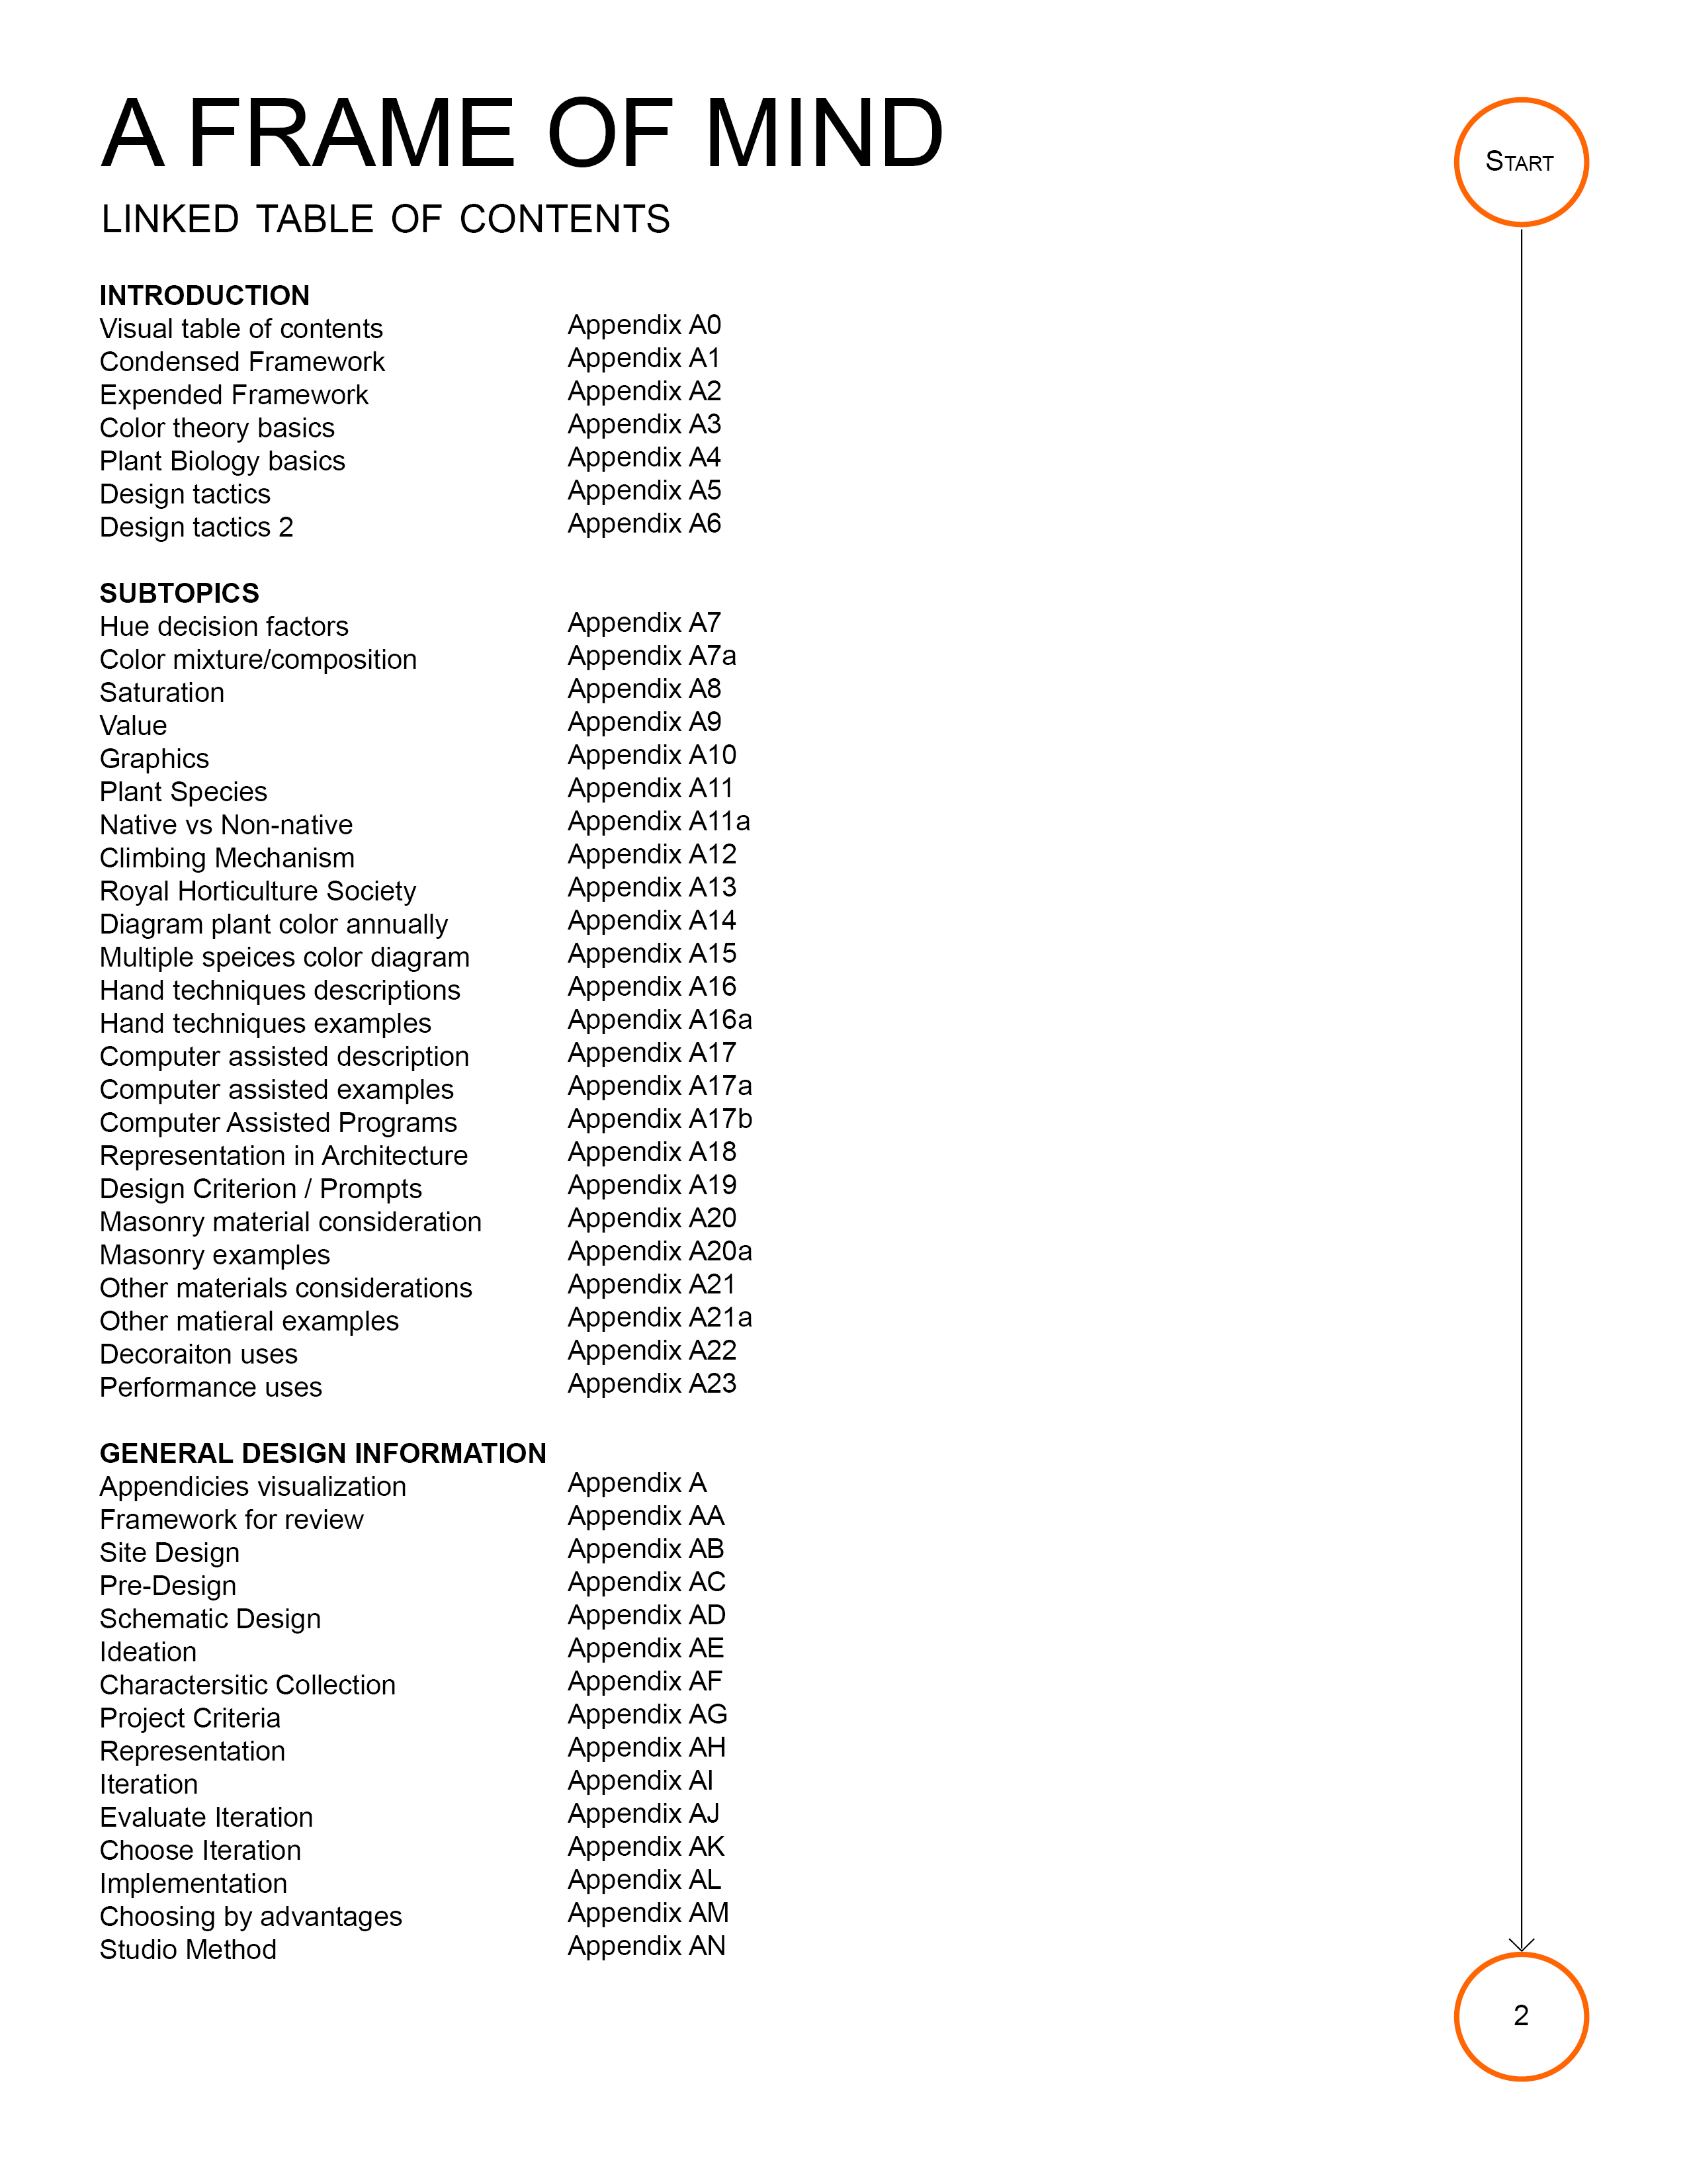 A FRAME OF MIND
LINKED TABLE OF CONTENTS
START
INTRODUCTION
Visual table of contents Appendix A0
Condensed Framework Appendix A1
Expended Framework Appendix A2
Color theory basics Appendix A3
Plant Biology basics Appendix A4
Design tactics Appendix A5
Design tactics 2 Appendix A6
SUBTOPICS
Hue decision factors Appendix A7
Color mixture/composition Appendix A7a
Saturation Appendix A8
Value Appendix A9
Graphics Appendix A10
Plant Species Appendix A11
Native vs Non-native Appendix A11a
Climbing Mechanism Appendix A12
Royal Horticulture Society Appendix A13
Diagram plant color annually Appendix A14
Multiple speices color diagram Appendix A15
Hand techniques descriptions Appendix A16
Hand techniques examples Appendix A16a
Computer assisted description Appendix A17
Computer assisted examples Appendix A17a
Computer Assisted Programs Appendix A17b
Representation in Architecture Appendix A18
Design Criterion / Prompts Appendix A19
Masonry material consideration Appendix A20
Masonry examples Appendix A20a
Other materials considerations Appendix A21
Other matieral examples Appendix A21a
Decoraiton uses Appendix A22
Performance uses Appendix A23
GENERAL DESIGN INFORMATION
Appendicies visualization Appendix A
Framework for review Appendix AA
Site Design Appendix AB
Pre-Design Appendix AC
Schematic Design Appendix AD
Ideation Appendix AE
Charactersitic Collection Appendix AF
Project Criteria Appendix AG
Representation Appendix AH
Iteration Appendix AI
Evaluate Iteration Appendix AJ
Choose Iteration Appendix AK
Implementation Appendix AL
Choosing by advantages Appendix AM
Studio Method Appendix AN
2